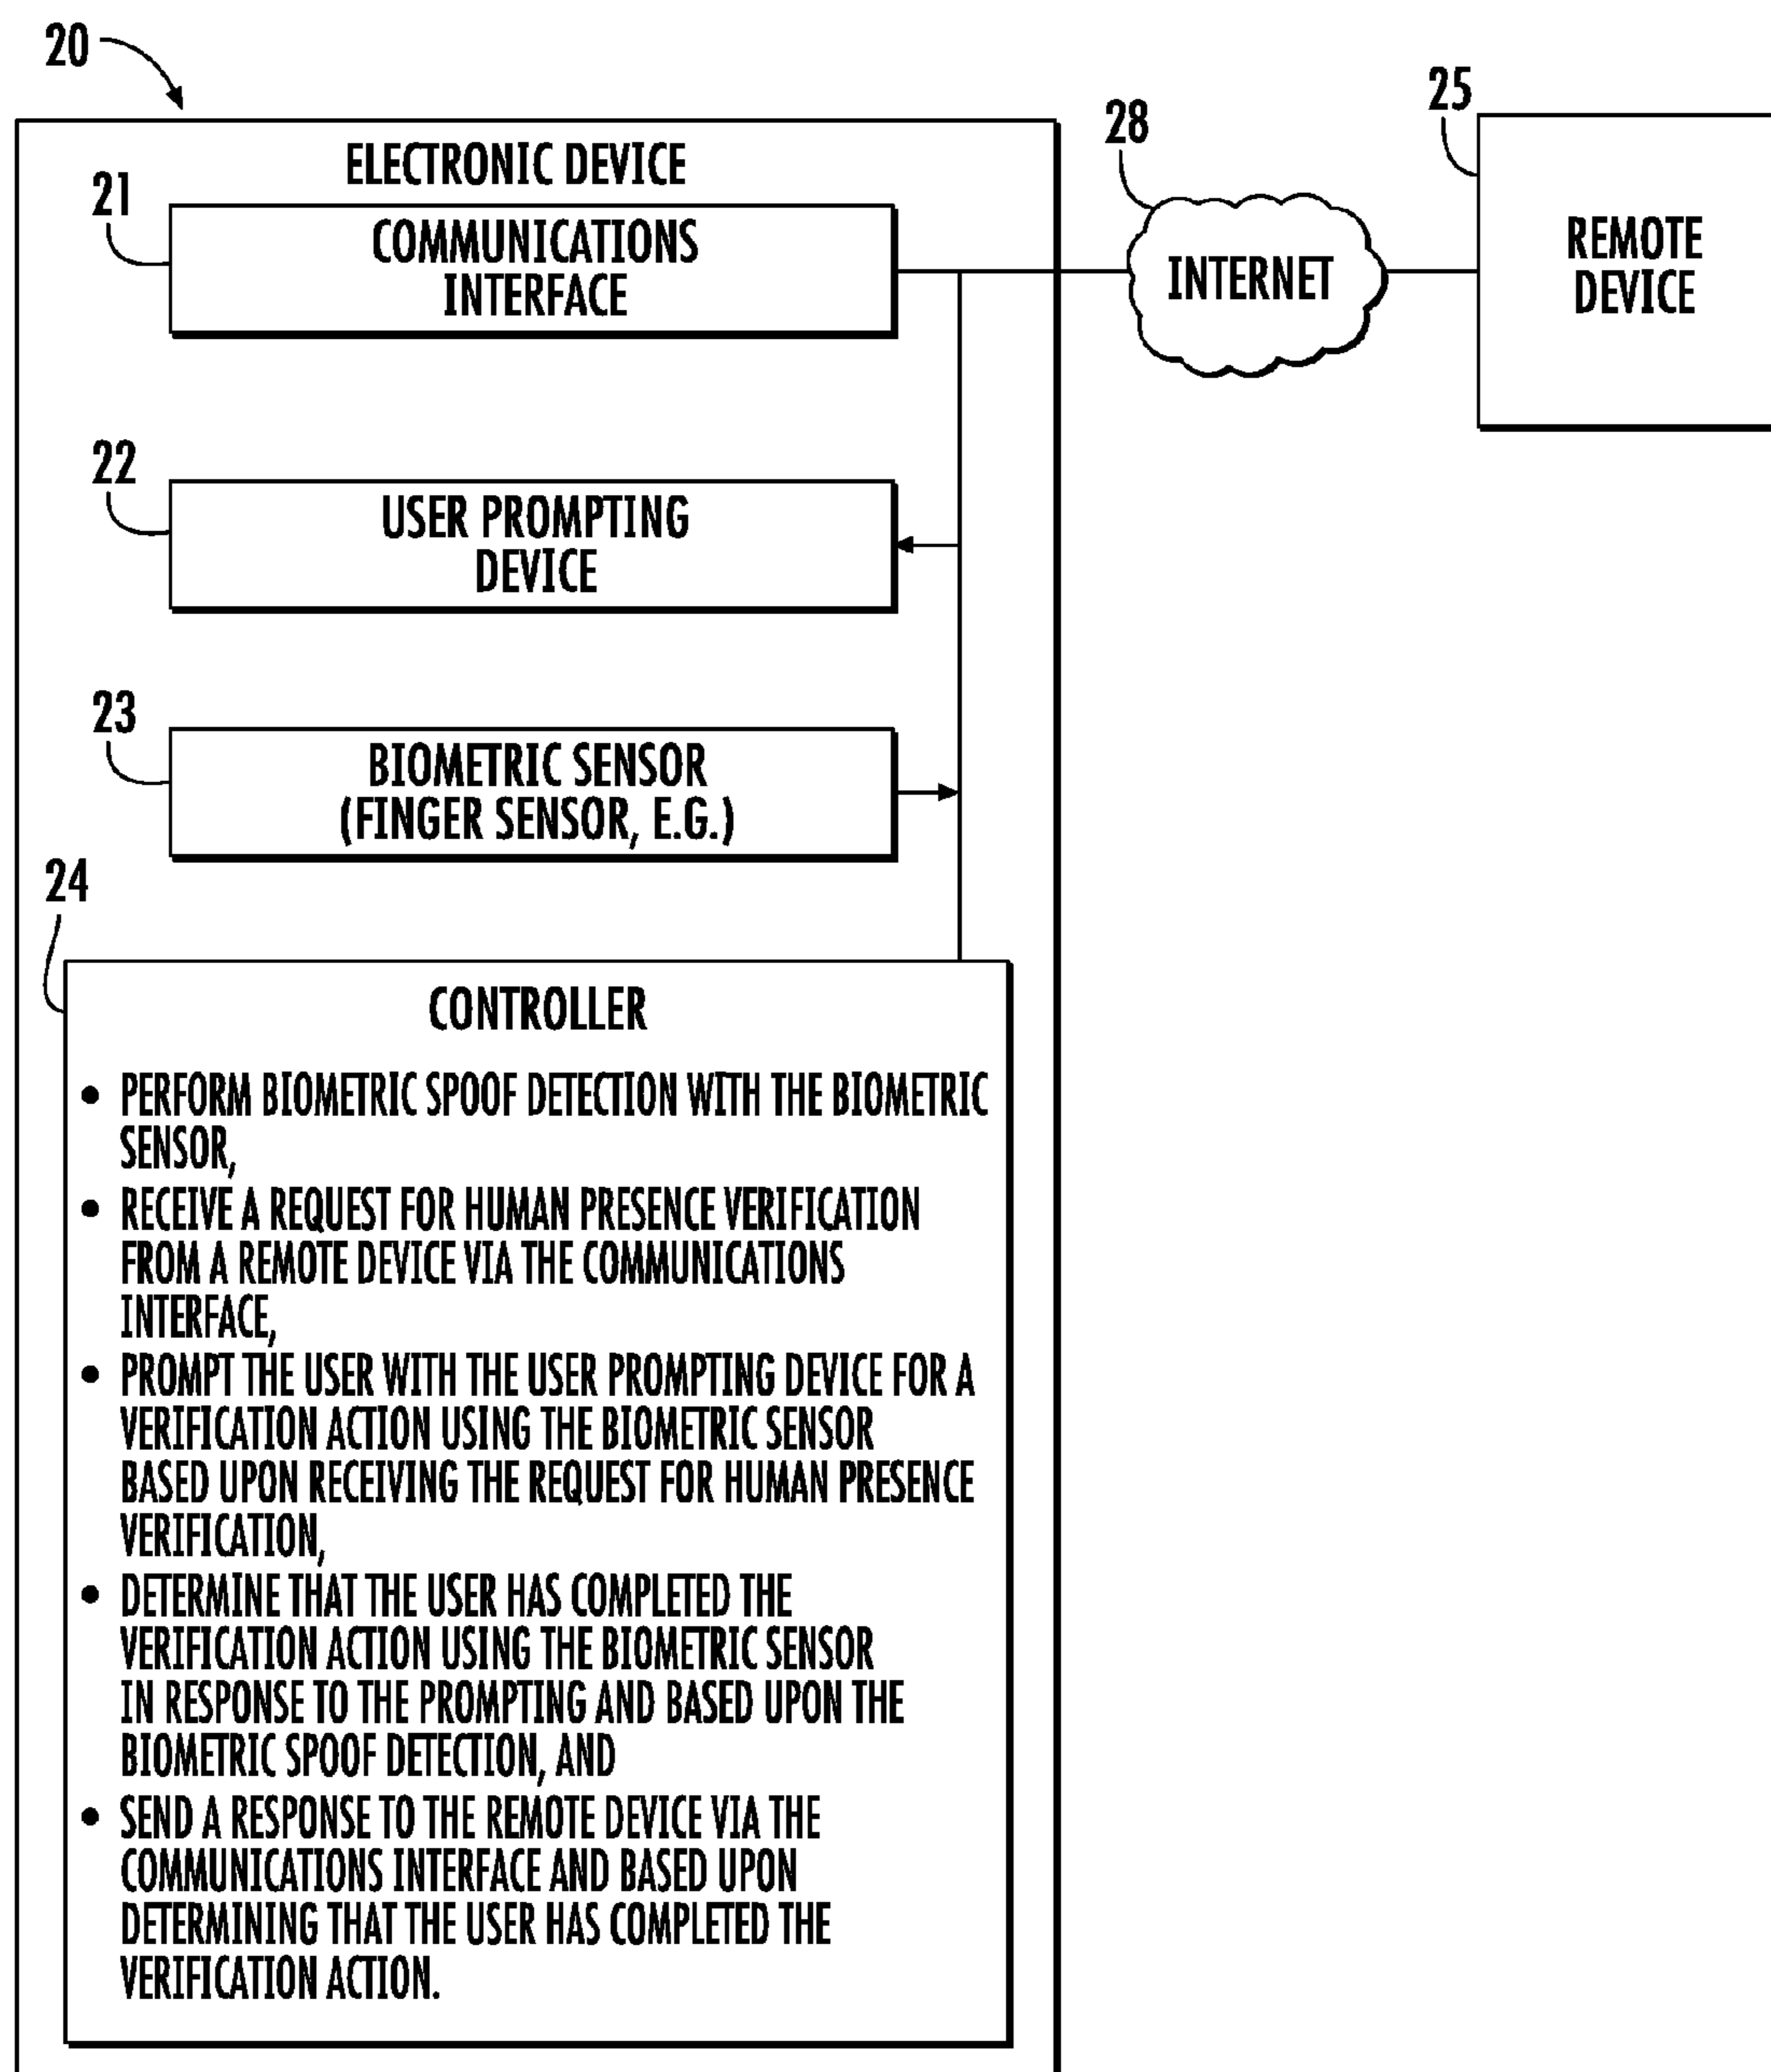 20
25
28
ELECTRONIC DEVICE
21
COMMUNICATIONS
INTERFACE
INTERNET
REMOTE
DEVICE
22
USER PROMPTING
DEVICE
23
BIOMETRIC SENSOR
(FINGER SENSOR, E.G.)
24
CONTROLLER
• PERFORM BIOMETRIC SPOOF DETECTION WITH THE BIOMETRIC
SENSOR,
• RECEIVE A REQUEST FOR HUMAN PRESENCE VERIFICATION
FROM A REMOTE DEVICE VIA THE COMMUNICATIONS
INTERFACE,
• PROMPT THE USER WITH THE USER PROMPTING DEVICE FOR A
VERIFICATION ACTION USING THE BIOMETRIC SENSOR
BASED UPON RECEIVING THE REQUEST FOR HUMAN PRESENCE
VERIFICATION,
• DETERMINE THAT THE USER HAS COMPLETED THE
VERIFICATION ACTION USING THE BIOMETRIC SENSOR
IN RESPONSE TO THE PROMPTING AND BASED UPON THE
BIOMETRIC SPOOF DETECTION, AND
• SEND A RESPONSE TO THE REMOTE DEVICE VIA THE
COMMUNICATIONS INTERFACE AND BASED UPON
DETERMINING THAT THE USER HAS COMPLETED THE
VERIFICATION ACTION.